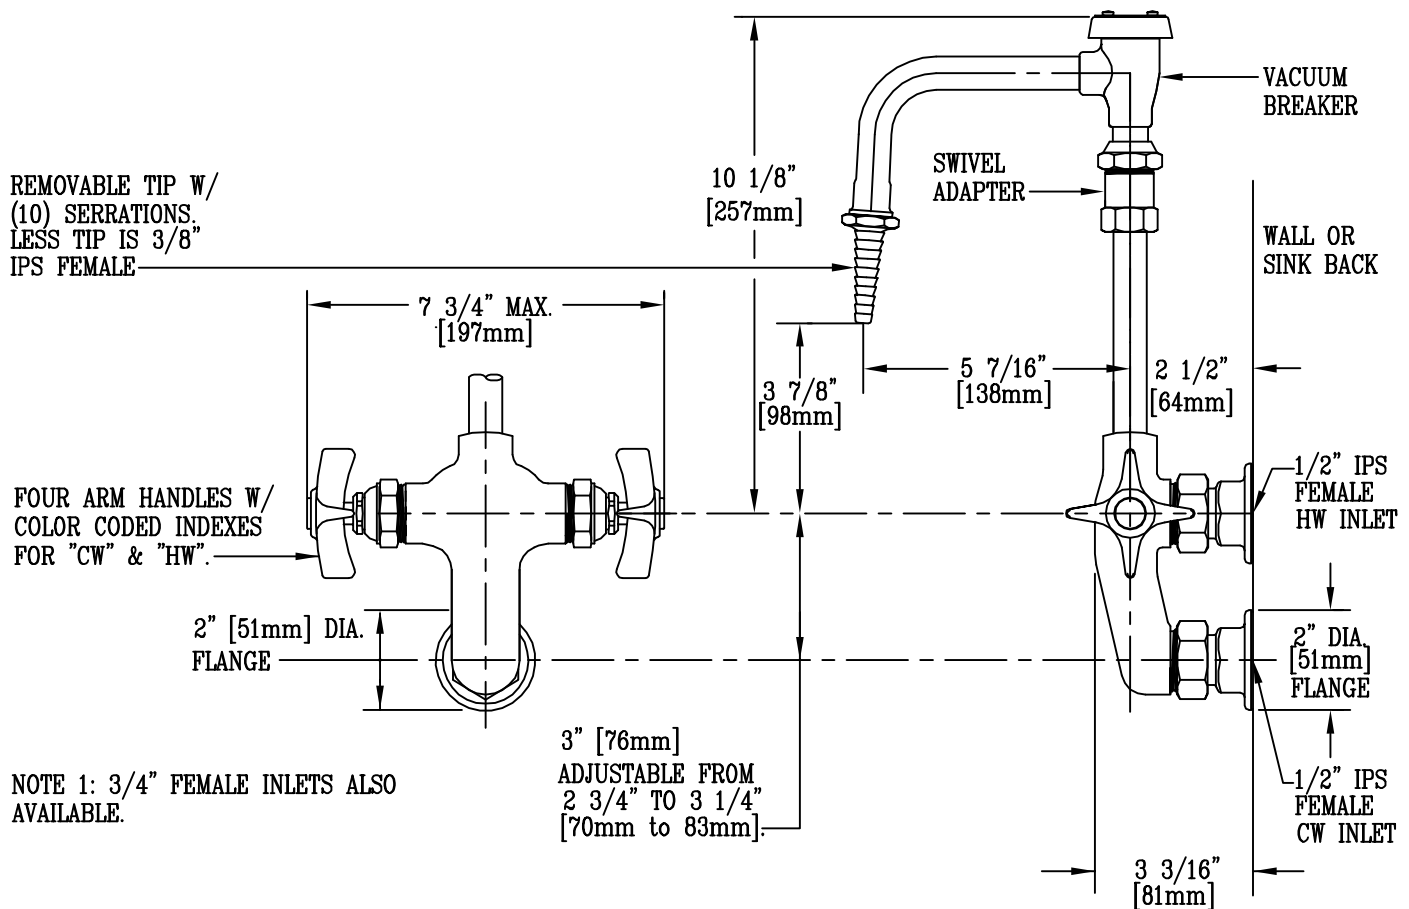 VACUUM
BREAKER
SWIVEL
ADAPTER
10 1/8"
[257mm]
REMOVABLE TIP W/
(10) SERRATIONS.
LESS TIP IS 3/8"
IPS FEMALE
WALL OR
SINK BACK
7 3/4" MAX.
[197mm]
3 7/8"
[98mm]
5 7/16"
[138mm]
2 1/2"
[64mm]
FOUR ARM HANDLES W/
COLOR CODED INDEXES
FOR "CW" & "HW".
1/2" IPS
FEMALE
HW INLET
2" [51mm] DIA.
FLANGE
2" DIA.
[51mm]
FLANGE
3" [76mm]
ADJUSTABLE FROM
2 3/4" TO 3 1/4"
[70mm to 83mm].
NOTE 1: 3/4" FEMALE INLETS ALSO
AVAILABLE.
1/2" IPS
FEMALE
CW INLET
3 3/16"
[81mm]